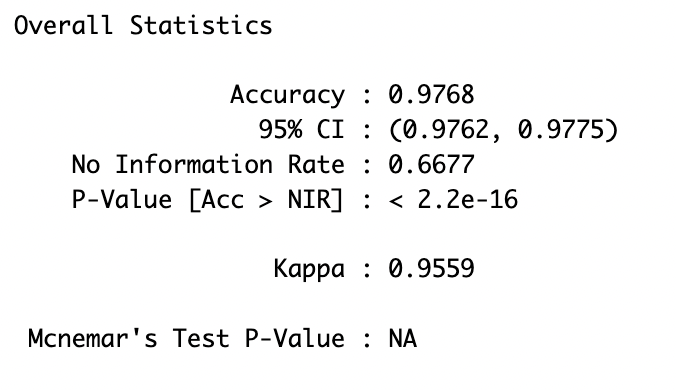 Overall Statistics
Accuracy : 0.9768
95% CI : (0.9762, 0.9775)
No Information Rate : 0.6677
P-Value [Acc > NIR] : < 2.2e-16
Kappa : 0.9559
Mcnemar's Test P-Value : NA